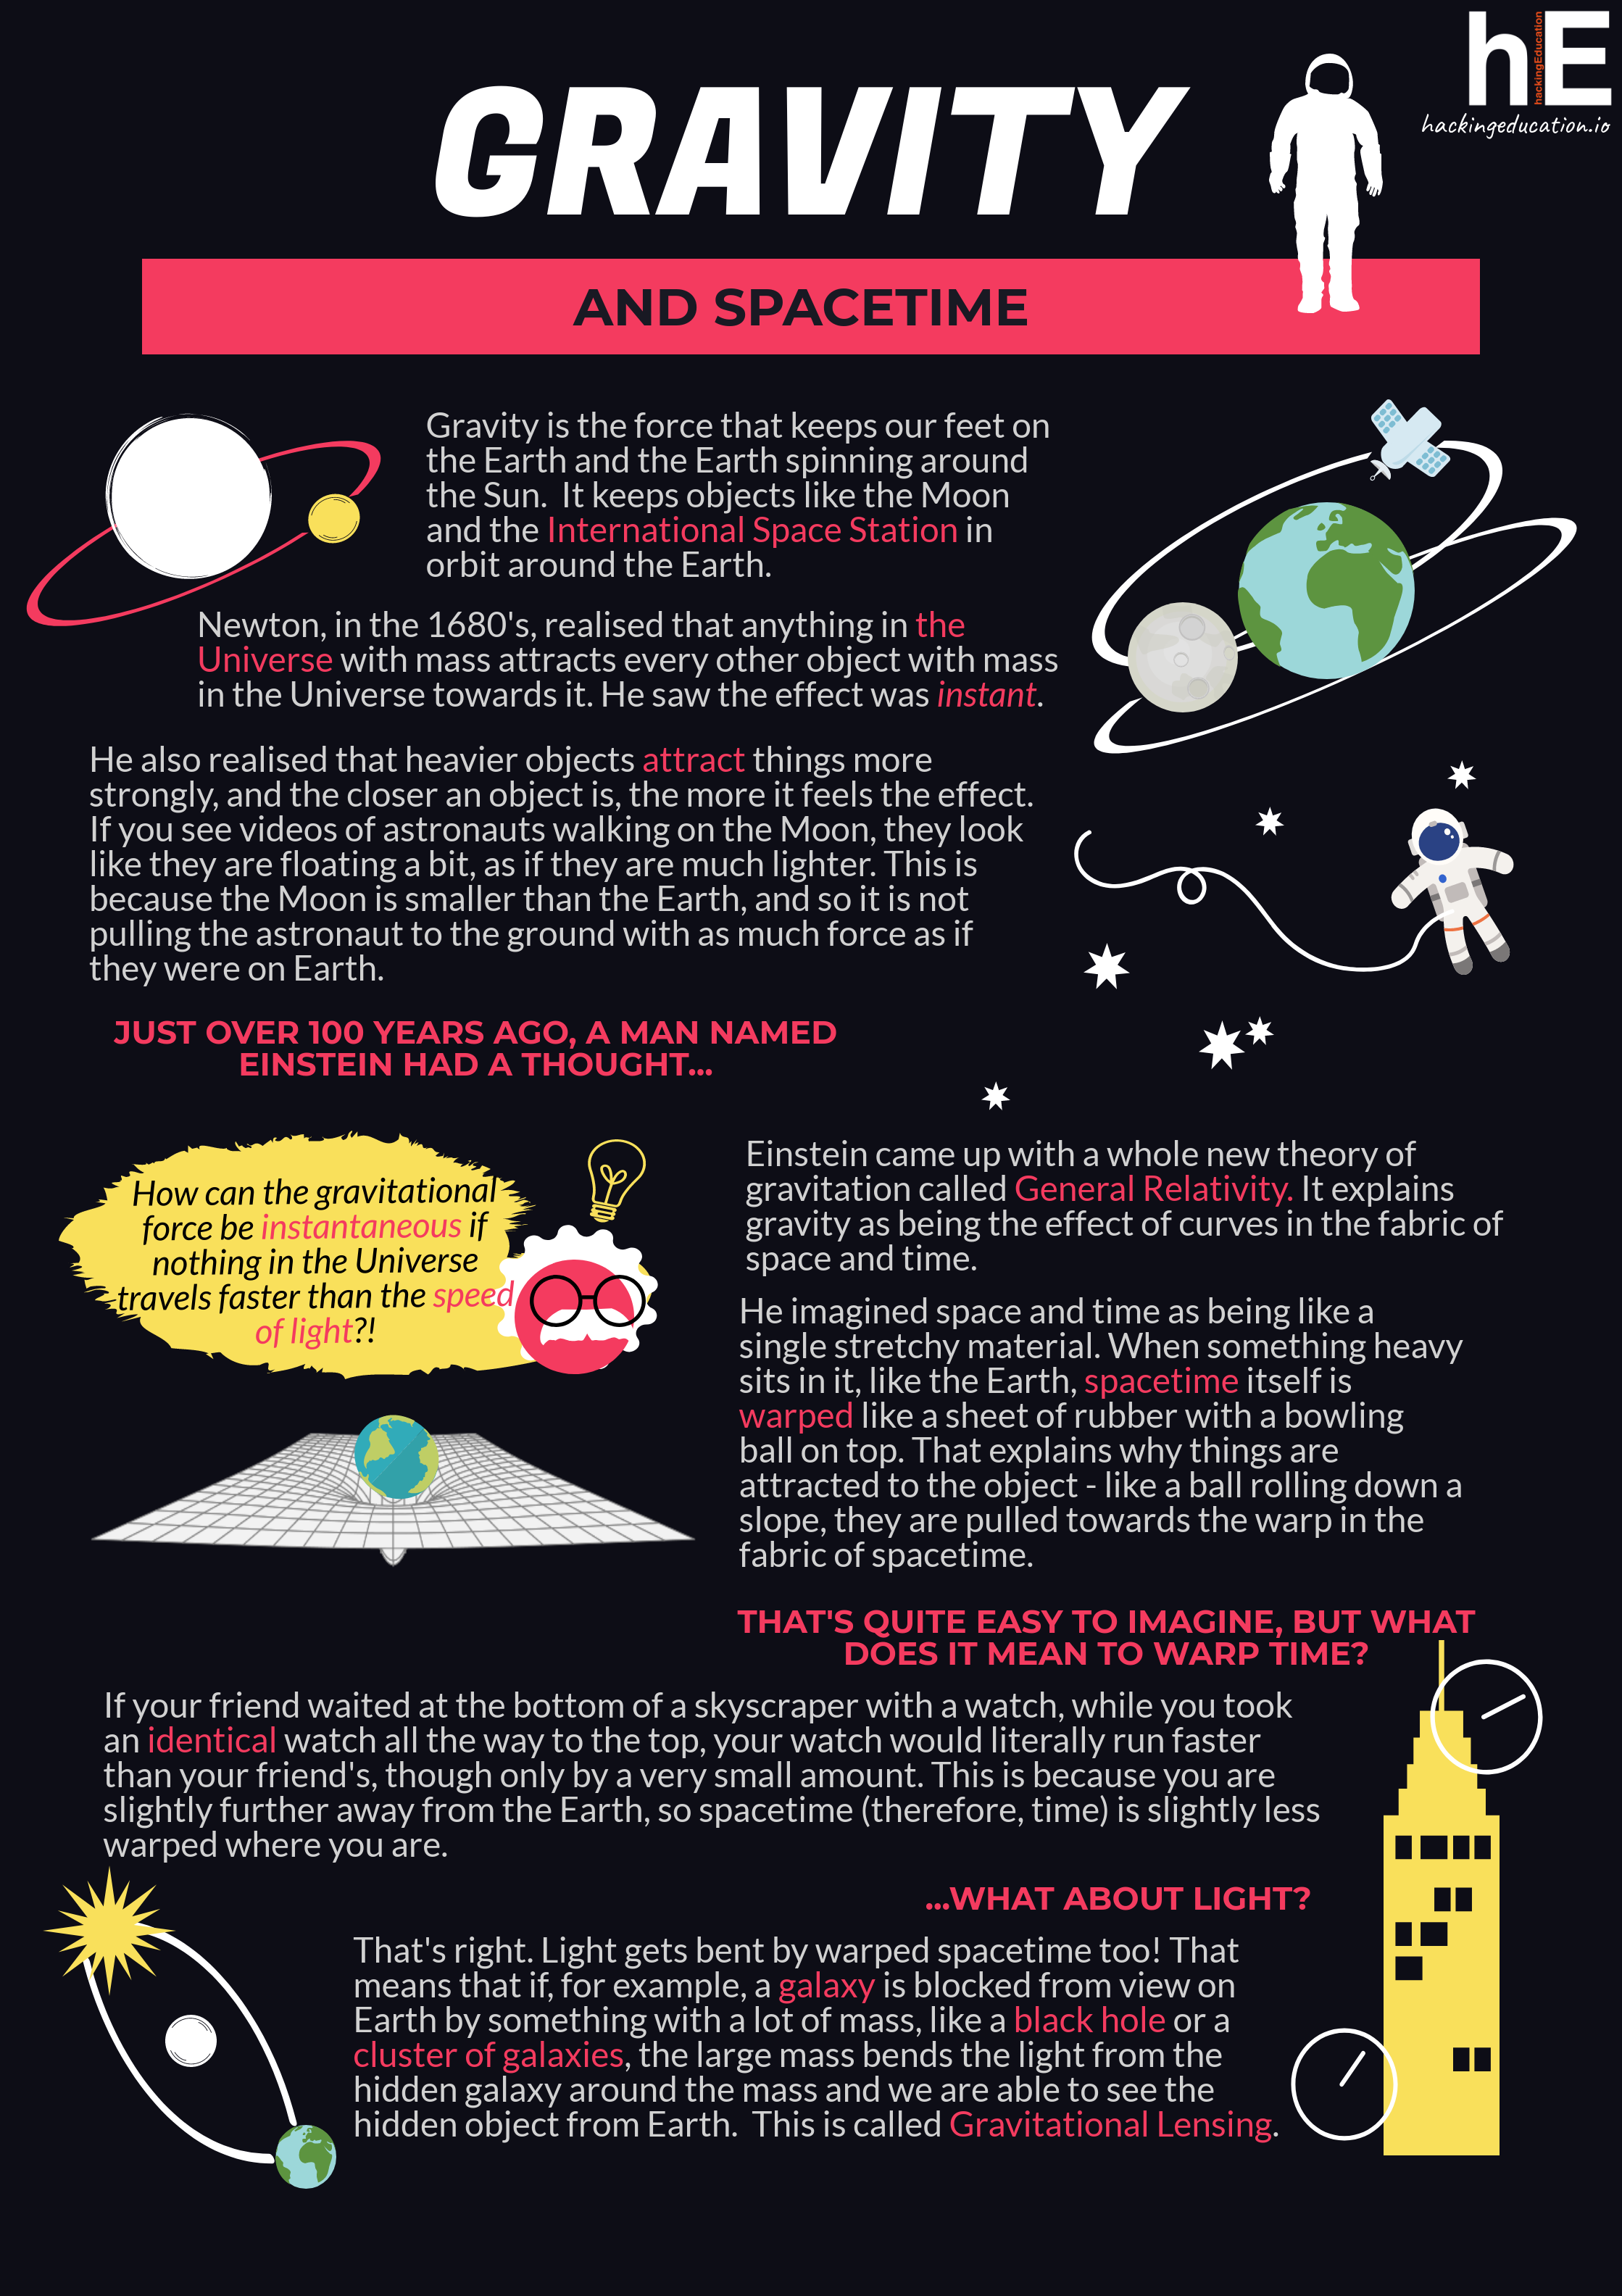 hE
hackingEducation
hackingeducation.io
GRAVITY
AND SPACETIME
Gravity is the force that keeps our feet on
the Earth and the Earth spinning around
the Sun.  It keeps objects like the Moon
and the International Space Station in
orbit around the Earth.
Newton, in the 1680's, realised that anything in the
Universe with mass attracts every other object with mass
in the Universe towards it. He saw the effect was instant.
He also realised that heavier objects attract things more
strongly, and the closer an object is, the more it feels the effect.
If you see videos of astronauts walking on the Moon, they look
like they are floating a bit, as if they are much lighter. This is
because the Moon is smaller than the Earth, and so it is not
pulling the astronaut to the ground with as much force as if
they were on Earth.
JUST OVER 100 YEARS AGO, A MAN NAMED
EINSTEIN HAD A THOUGHT...
How can the gravitational
force be instantaneous if
nothing in the Universe
travels faster than the speed
of light?!
Einstein came up with a whole new theory of
gravitation called General Relativity. It explains
gravity as being the effect of curves in the fabric of
space and time.
He imagined space and time as being like a
single stretchy material. When something heavy
sits in it, like the Earth, spacetime itself is
warped like a sheet of rubber with a bowling
ball on top. That explains why things are
attracted to the object - like a ball rolling down a
slope, they are pulled towards the warp in the
fabric of spacetime.
THAT'S QUITE EASY TO IMAGINE, BUT WHAT
DOES IT MEAN TO WARP TIME?
If your friend waited at the bottom of a skyscraper with a watch, while you took
an identical watch all the way to the top, your watch would literally run faster
than your friend's, though only by a very small amount. This is because you are
slightly further away from the Earth, so spacetime (therefore, time) is slightly less
warped where you are.
...WHAT ABOUT LIGHT?
That's right. Light gets bent by warped spacetime too! That
means that if, for example, a galaxy is blocked from view on
Earth by something with a lot of mass, like a black hole or a
cluster of galaxies, the large mass bends the light from the
hidden galaxy around the mass and we are able to see the
hidden object from Earth.  This is called Gravitational Lensing.